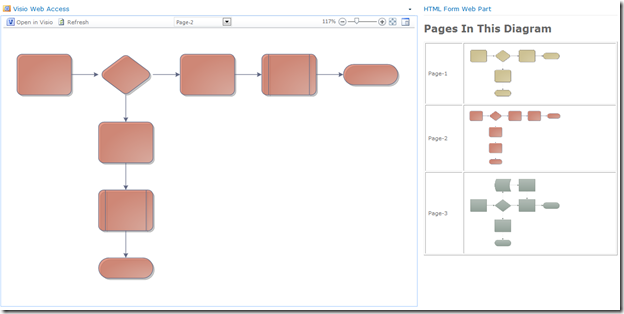 Visio Web Access
Open in Visio Refresh Page-2 117%
HTML Form Web Part
Pages In This Diagram
Page-1
Page-2
Page-3